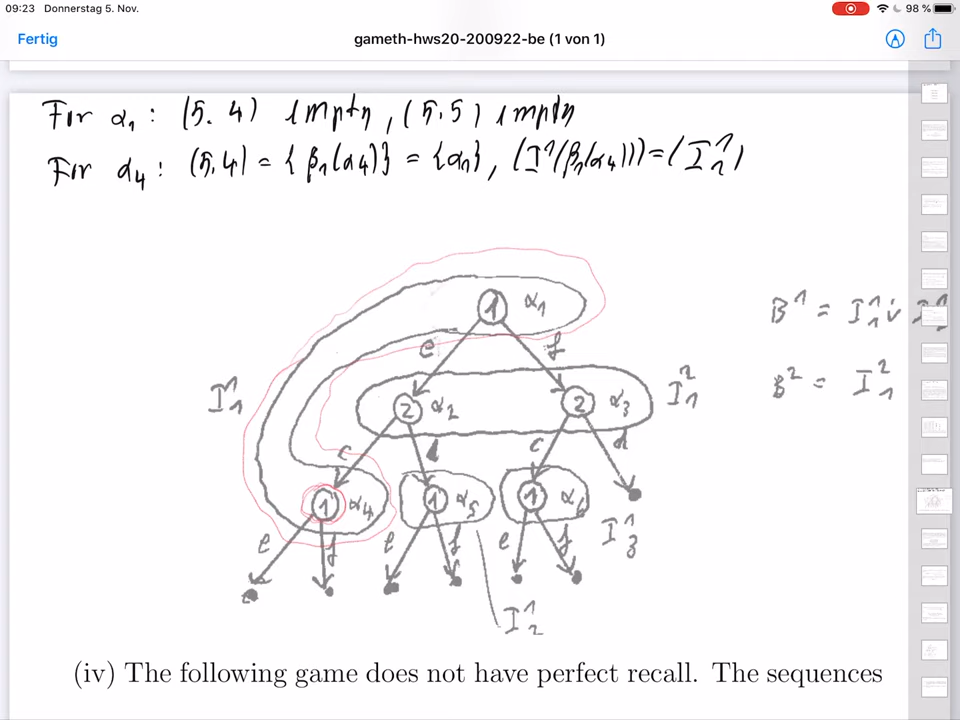 09:23 Donnerstag 5. Nov. 98 %
Fertig gameth-hws20-200922-be (1 von 1)
For α₁ : (5.4) empty, (5.5) empty
For α₄ : (5.4) = {β₁(α₄)} = {α₁}, (I¹(β₁(α₄))) = (I¹₁)
1 α₁
e f
I¹₁ 2 α₂ 2 α₃ I²₁
B¹ = I¹₁ ∪
B² = I²₁
c d c d
1 α₄ 1 α₅ 1 α₆
I¹₃
e f e f e f
I¹₂
(iv) The following game does not have perfect recall. The sequences